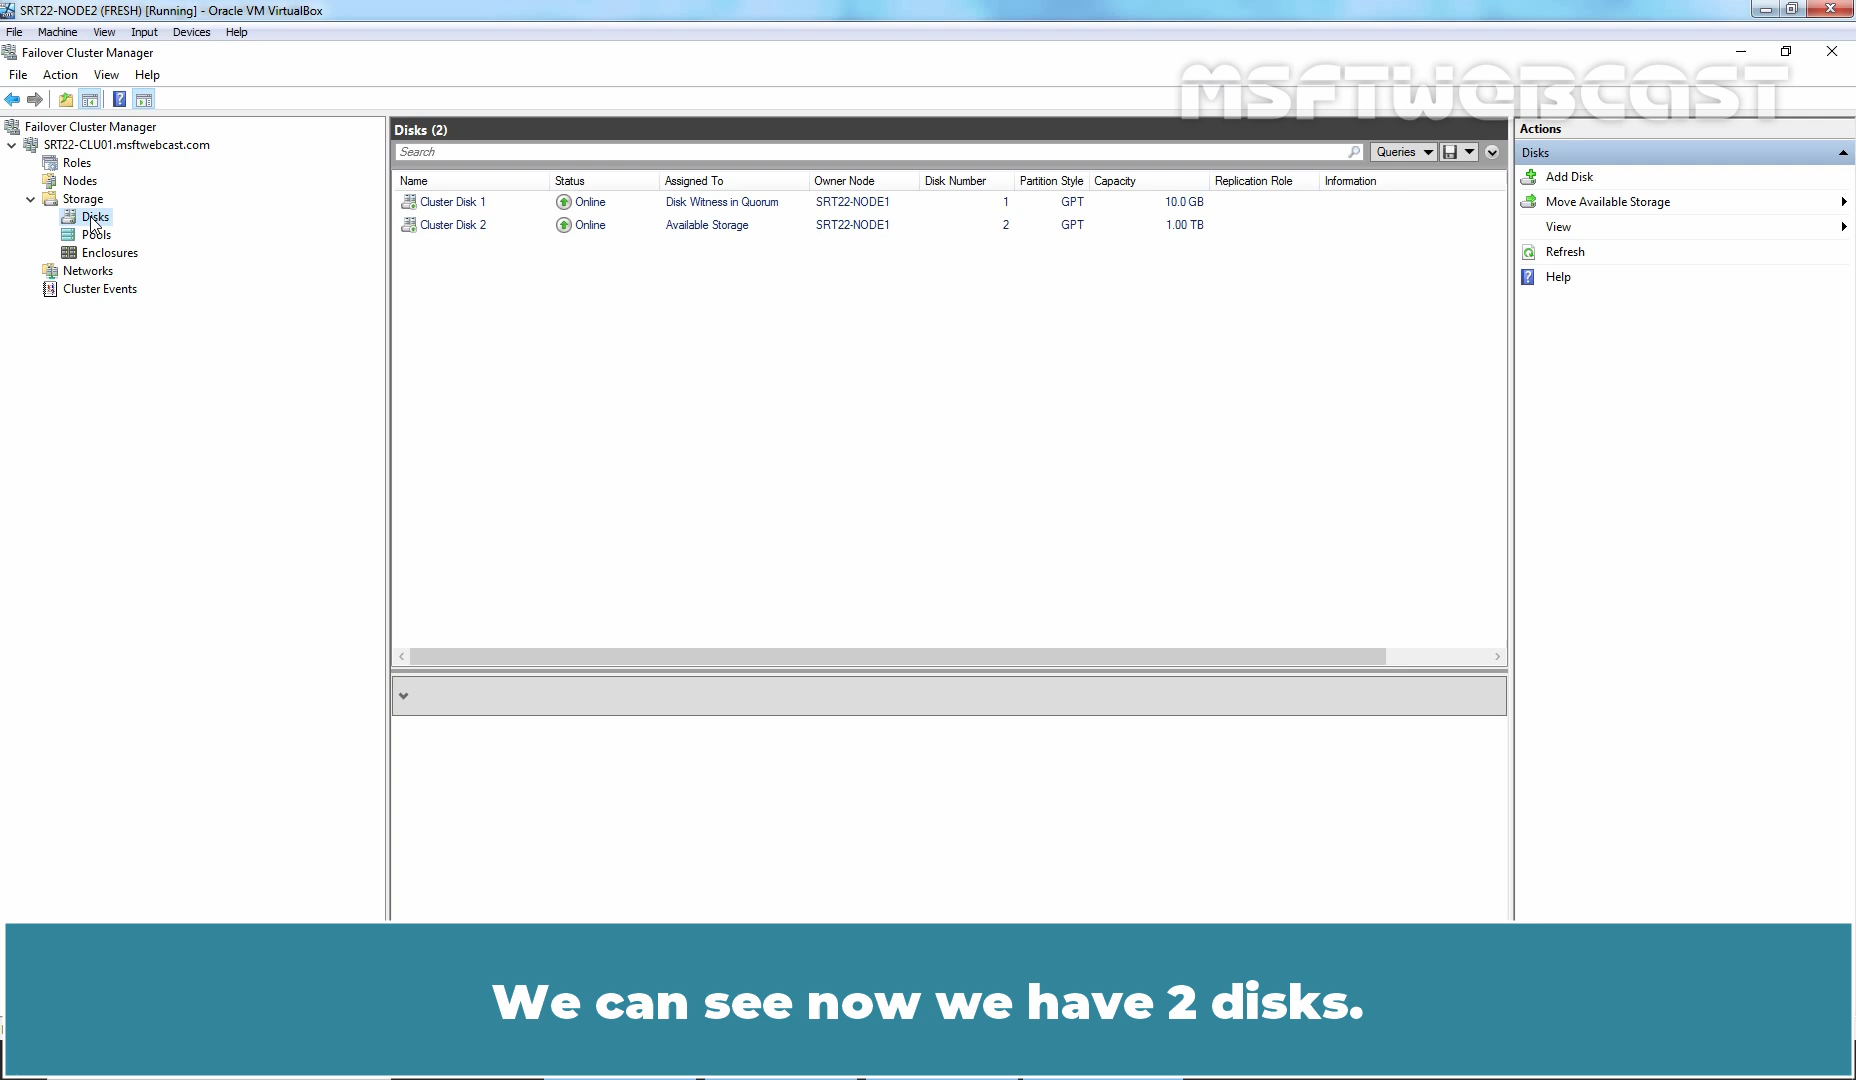 SRT22-NODE2 (FRESH) [Running] - Oracle VM VirtualBox
File Machine View Input Devices Help
Failover Cluster Manager
File Action View Help
MSFTWEBCAST
Failover Cluster Manager
SRT22-CLU01.msftwebcast.com
Roles
Nodes
Storage
Disks
Pools
Enclosures
Networks
Cluster Events
Disks (2)
Search
Queries
Name Status Assigned To Owner Node Disk Number Partition Style Capacity Replication Role Information
Cluster Disk 1 Online Disk Witness in Quorum SRT22-NODE1 1 GPT 10.0 GB
Cluster Disk 2 Online Available Storage SRT22-NODE1 2 GPT 1.00 TB
Actions
Disks
Add Disk
Move Available Storage
View
Refresh
Help
We can see now we have 2 disks.